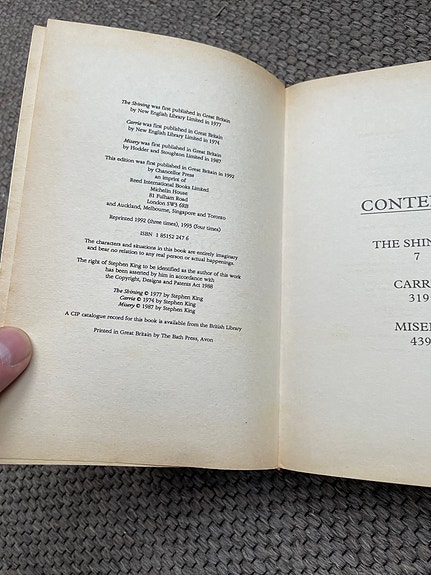 The Shining was first published in Great Britain
by New English Library Limited in 1977
Carrie was first published in Great Britain
by New English Library Limited in 1974
Misery was first published in Great Britain
by Hodder and Stoughton Limited in 1987
This edition was first published in Great Britain in 1992
by Chancellor Press
an imprint of
Reed International Books Limited
Michelin House
81 Fulham Road
London SW3 6RB
and Auckland, Melbourne, Singapore and Toronto
Reprinted 1992 (three times), 1993 (four times)
ISBN 1 85152 247 6
The characters and situations in this book are entirely imaginary
and bear no relation to any real person or actual happenings.
The right of Stephen King to be identified as the author of this work
has been asserted by him in accordance with
the Copyright, Designs and Patents Act 1988
The Shining © 1977 by Stephen King
Carrie © 1974 by Stephen King
Misery © 1987 by Stephen King
A CIP catalogue record for this book is available from the British Library
Printed in Great Britain by The Bath Press, Avon
CONTE
THE SHIN
7
CARR
319
MISE
439